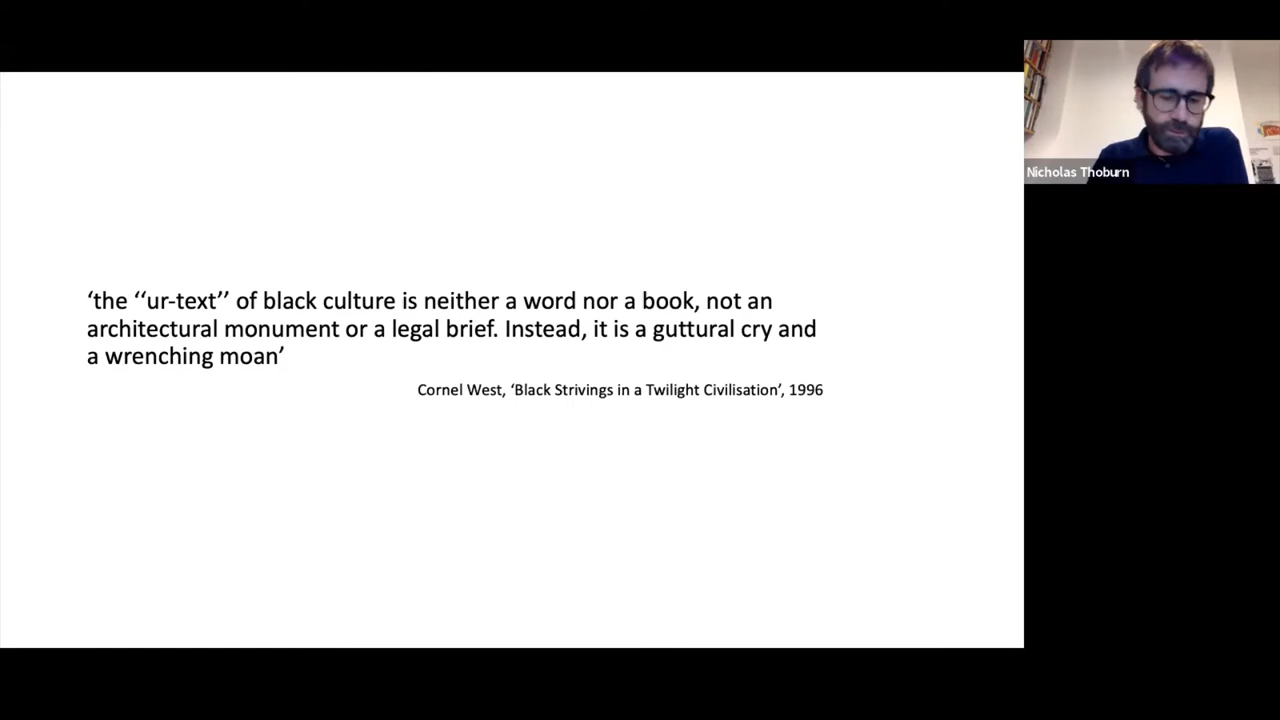 ‘the ‘‘ur-text’’ of black culture is neither a word nor a book, not an
architectural monument or a legal brief. Instead, it is a guttural cry and
a wrenching moan’
Cornel West, ‘Black Strivings in a Twilight Civilisation’, 1996
Nicholas Thoburn